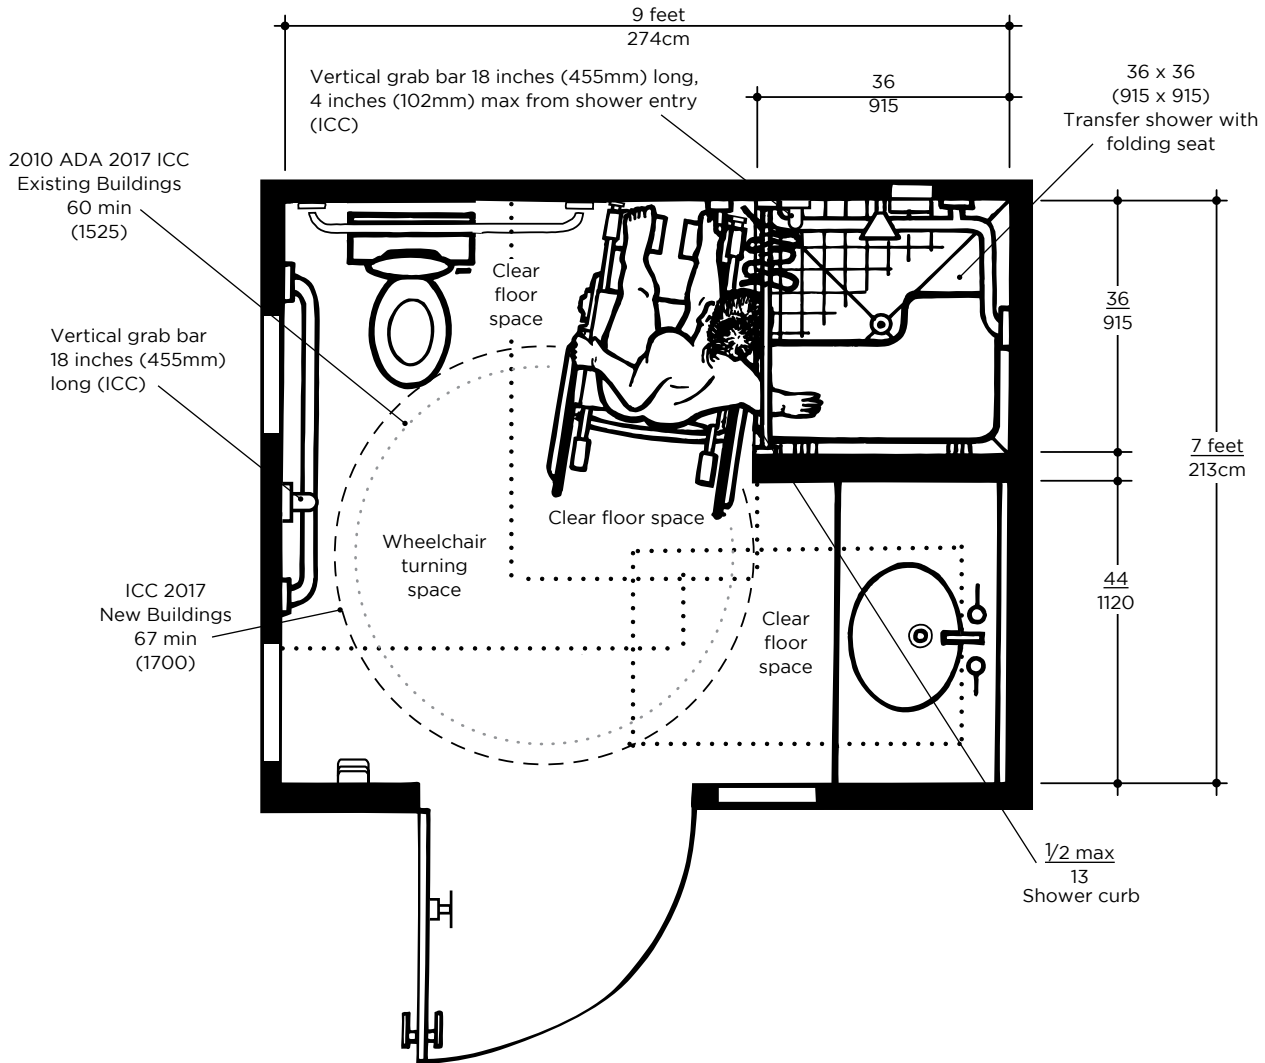 9 feet
274cm
Vertical grab bar 18 inches (455mm) long,
4 inches (102mm) max from shower entry
(ICC)
36
915
36 x 36
(915 x 915)
Transfer shower with
folding seat
2010 ADA 2017 ICC
Existing Buildings
60 min
(1525)
Clear
floor
space
36
915
Vertical grab bar
18 inches (455mm)
long (ICC)
7 feet
213cm
Clear floor space
Wheelchair
turning
space
44
1120
ICC 2017
New Buildings
67 min
(1700)
Clear
floor
space
1/2 max
13
Shower curb